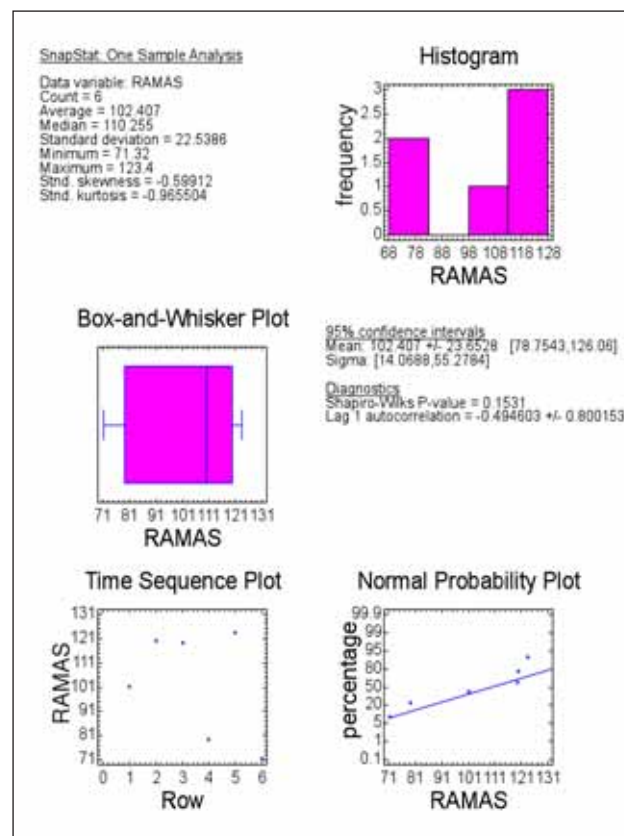 SnapStat: One Sample Analysis
Data variable: RAMAS
Count = 6
Average = 102.407
Median = 110.255
Standard deviation = 22.5386
Minimum = 71.32
Maximum = 123.4
Stnd. skewness = -0.59912
Stnd. kurtosis = -0.965504
Histogram
frequency
3
2.5
2
1.5
1
0.5
0
68 78 88 98 108 118 128
RAMAS
Box-and-Whisker Plot
71 81 91 101 111 121 131
RAMAS
95% confidence intervals
Mean: 102.407 +/- 23.6528 [78.7543,126.06]
Sigma: [14.0688,55.2784]
Diagnostics
Shapiro-Wilks P-value = 0.1531
Lag 1 autocorrelation = -0.494603 +/- 0.800153
Time Sequence Plot
RAMAS
131
121
111
101
91
81
71
0 1 2 3 4 5 6
Row
Normal Probability Plot
percentage
99.9
99
95
80
50
20
5
1
0.1
71 81 91 101 111 121 131
RAMAS